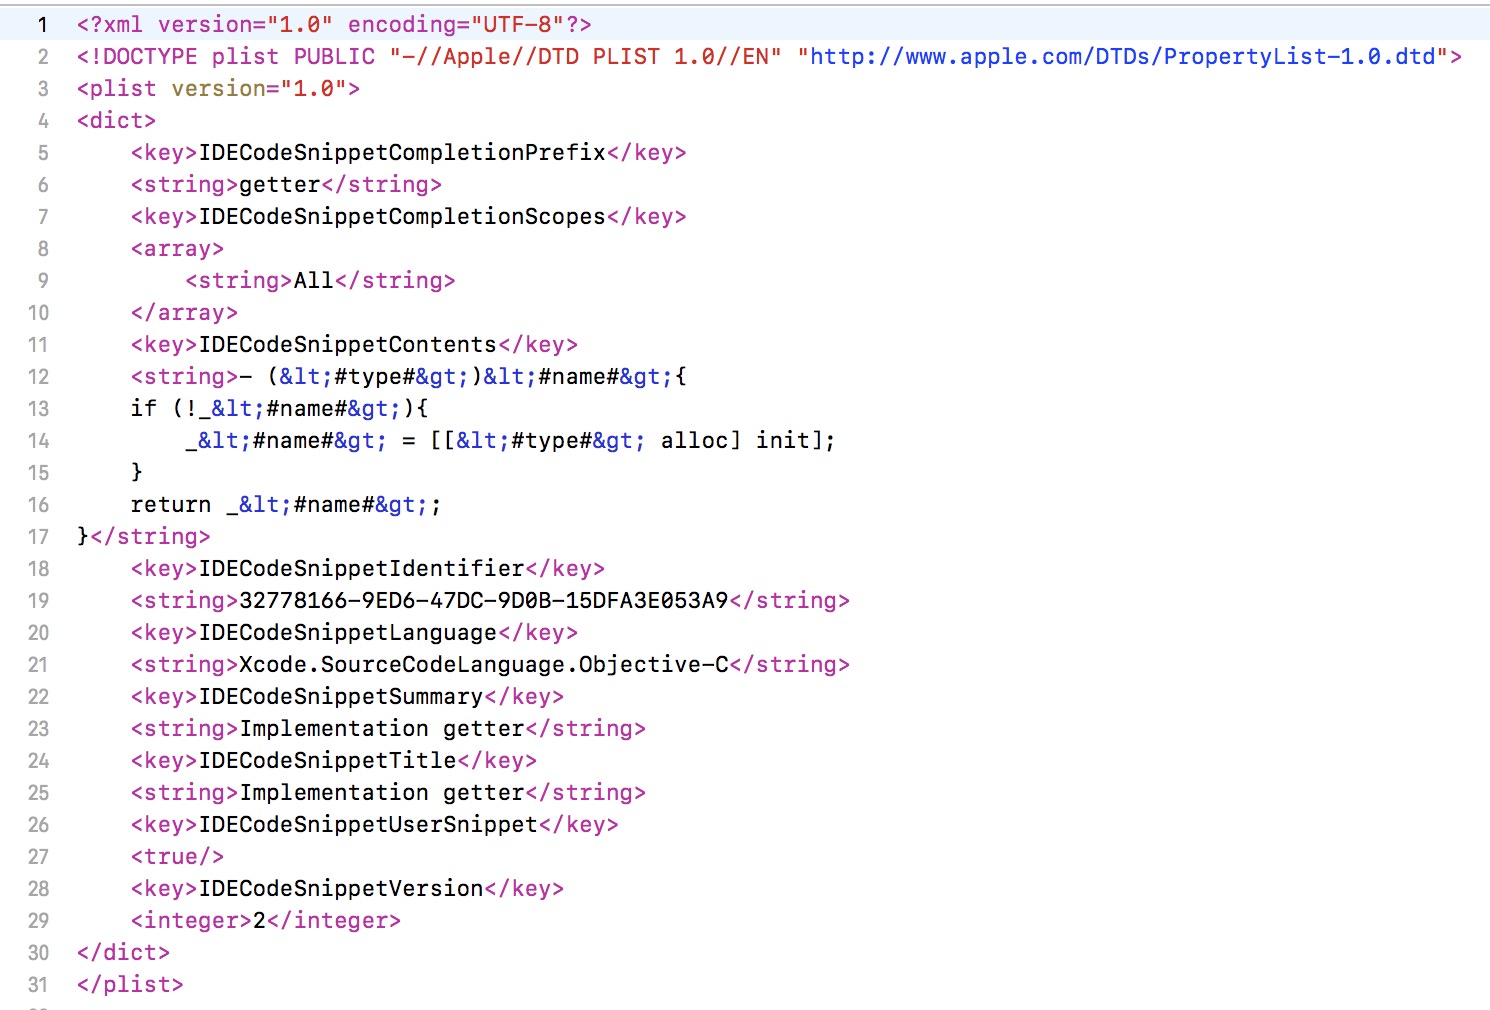 1 <?xml version="1.0" encoding="UTF-8"?>
2 <!DOCTYPE plist PUBLIC "-//Apple//DTD PLIST 1.0//EN" "http://www.apple.com/DTDs/PropertyList-1.0.dtd">
3 <plist version="1.0">
4 <dict>
5     <key>IDECodeSnippetCompletionPrefix</key>
6     <string>getter</string>
7     <key>IDECodeSnippetCompletionScopes</key>
8     <array>
9         <string>All</string>
10     </array>
11     <key>IDECodeSnippetContents</key>
12     <string>- (&lt;#type#&gt;)&lt;#name#&gt;{
13     if (!_&lt;#name#&gt;){
14         _&lt;#name#&gt; = [[&lt;#type#&gt; alloc] init];
15     }
16     return _&lt;#name#&gt;;
17 }</string>
18     <key>IDECodeSnippetIdentifier</key>
19     <string>32778166-9ED6-47DC-9D0B-15DFA3E053A9</string>
20     <key>IDECodeSnippetLanguage</key>
21     <string>Xcode.SourceCodeLanguage.Objective-C</string>
22     <key>IDECodeSnippetSummary</key>
23     <string>Implementation getter</string>
24     <key>IDECodeSnippetTitle</key>
25     <string>Implementation getter</string>
26     <key>IDECodeSnippetUserSnippet</key>
27     <true/>
28     <key>IDECodeSnippetVersion</key>
29     <integer>2</integer>
30 </dict>
31 </plist>